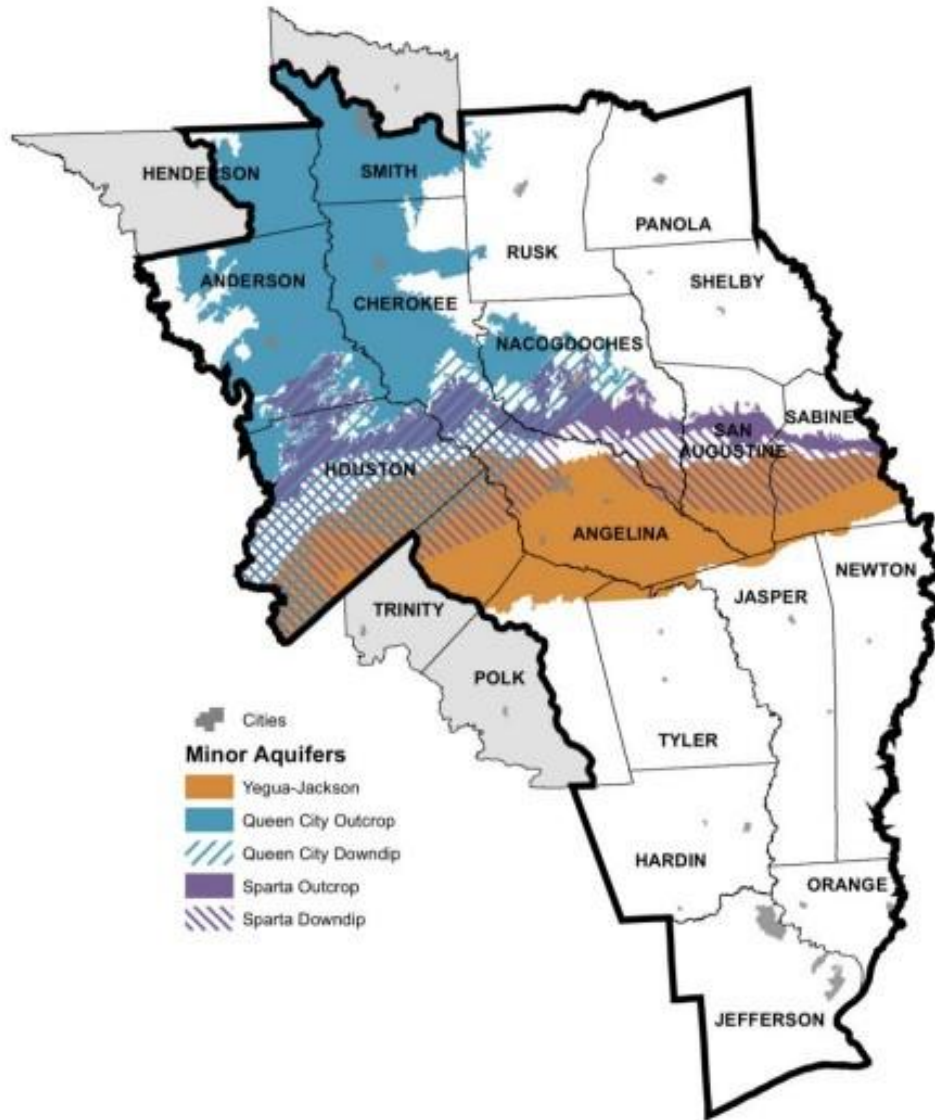 HENDERSON
SMITH
RUSK
PANOLA
ANDERSON
CHEROKEE
SHELBY
NACOGDOCHES
SABINE
SAN
AUGUSTINE
HOUSTON
ANGELINA
NEWTON
JASPER
TRINITY
POLK
TYLER
HARDIN
ORANGE
JEFFERSON
Cities
Minor Aquifers
Yegua-Jackson
Queen City Outcrop
Queen City Downdip
Sparta Outcrop
Sparta Downdip